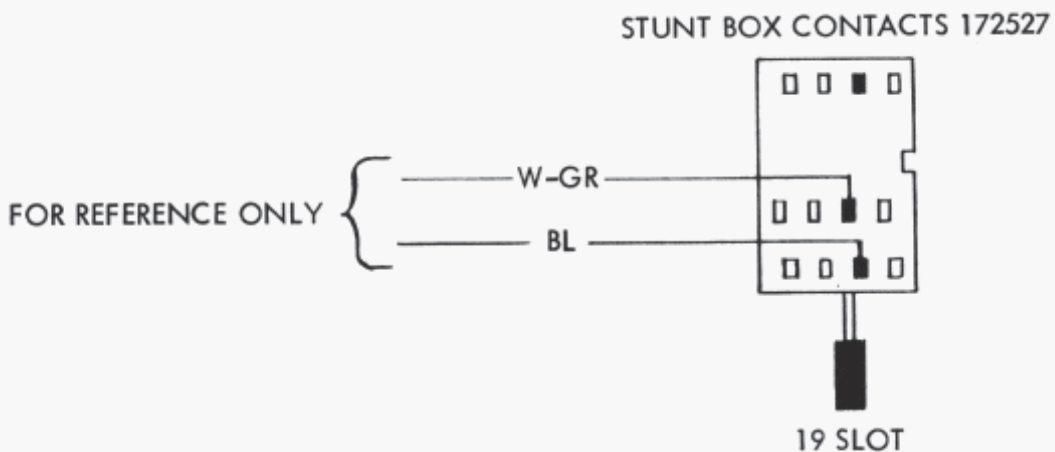 STUNT BOX CONTACTS 172527
W-GR
FOR REFERENCE ONLY
BL
19 SLOT